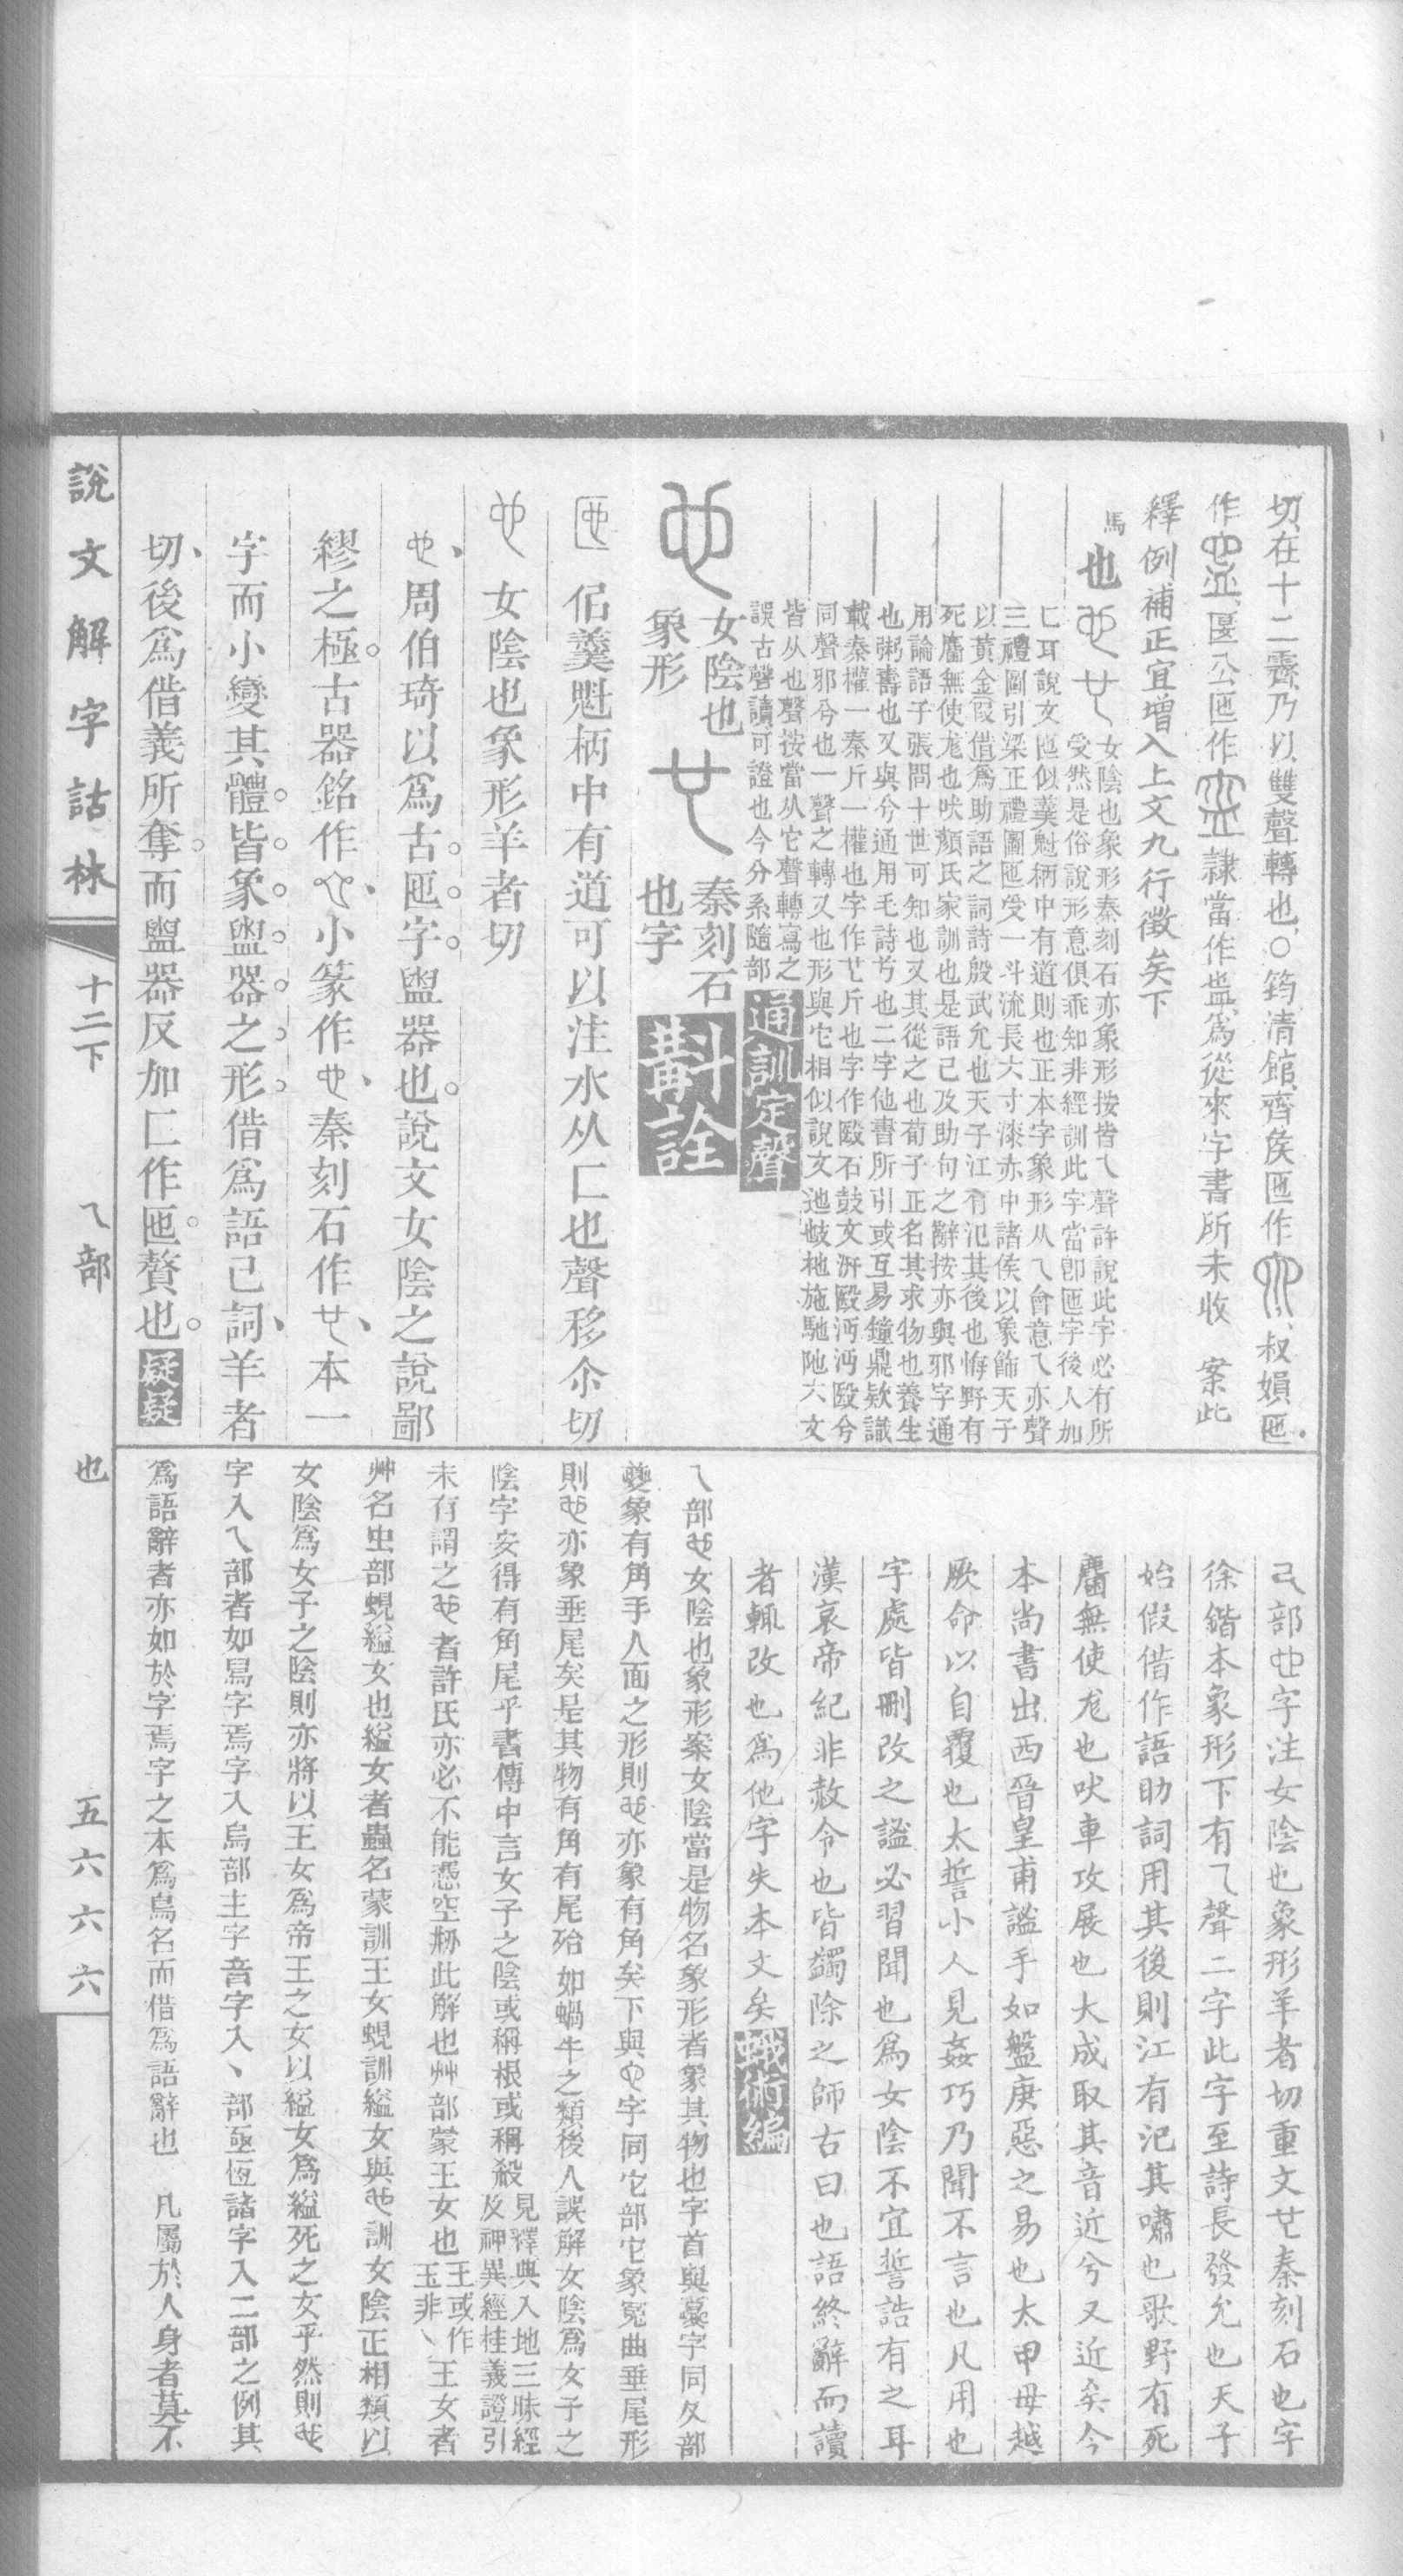 切在十二霽乃以雙聲轉也○筠清館齊侯匜作 叔娟匜
作 匽公匜作 隸當作 爲從來字書所未收 案此
釋例補正宜增入上文九行徵矣下
馬 也 女陰也象形秦刻石亦象形按皆乁聲許說此字必有所
受然是俗說形意俱乖知非經訓此字當卽匜字後人加
匚耳說文匜似羹魁柄中有道則也正本字象形从乁會意乁亦聲
三禮圖引梁正禮圖匜受一斗流長六寸漆赤中諸侯以象飾天子
以黃金叚借爲助語之詞詩殷武允也天子江有汜其後也悔野有
死麕無使尨也吠顏氏家訓也是語已及助句之辭按亦與邪字通
用論語子張問十世可知也又其從之也荀子正名其求物也養生
也粥壽也又與兮通用毛詩兮也二字他書所引或互易鐘鼎欵識
載秦權一秦斤一權也字作 斤也字作殹石鼓文汧殹沔沔殹兮
同聲邪兮也一聲之轉又也形與它相似說文迆𢻫衪施馳阤六文
皆从也聲按當从它聲轉寫之
誤古聲讀可證也今分系隨部 通訓定聲
女陰也
象形
秦刻石
也字
斠詮
佀羹魁柄中有道可以注水从匚也聲移尒切
女陰也象形羊者切
周伯琦以爲古匜字盥器也說文女陰之說鄙
繆之極古器銘作 小篆作 秦刻石作 本一
字而小變其體皆象盥器之形借爲語已詞羊者
切後爲借義所奪而盥器反加匚作匜贅也 疑疑
說文解字詁林 十二下 乁部 也 五六六六
乁部 字注女陰也象形羊者切重文 秦刻石也字
徐鍇本象形下有乁聲二字此字至詩長發允也天子
始假借作語助詞用其後則江有汜其嘯也歌野有死
麕無使尨也吠車攻展也大成取其音近兮又近矣今
本尚書出西晉皇甫謐手如盤庚惡之易也太甲毋越
厥命以自覆也太誓小人見姦巧乃聞不言也凡用也
字處皆刪改之謐必習聞也爲女陰不宜誓誥有之耳
漢哀帝紀非赦令也皆蠲除之師古曰也語終辭而讀
者輒改也爲他字失本文矣 蛾術編
乁部 女陰也象形案女陰當是物名象形者象其物也字首與夒字同夊部
夒象有角手人面之形則 亦象有角矣下與 字同它部它象冤曲垂尾形
則 亦象垂尾矣是其物有角有尾殆如蝸牛之類後人誤解女陰爲女子之
陰字安得有角尾乎書傳中言女子之陰或稱根或稱殺 見釋典入地三昧經
及神異經桂義證引
未有謂之 者許氏亦必不能憑空刱此解也艸部蒙王女也 王或作
玉非 王女者
艸名虫部蜆縊女也縊女者蟲名蒙訓王女蜆訓縊女與 訓女陰正相類以
女陰爲女子之陰則亦將以王女爲帝王之女以縊女爲縊死之女乎然則
字入乁部者如舃字焉字入烏部主字音字入丶部亟恆諸字入二部之例其
爲語辭者亦如於字焉字之本爲鳥名而借爲語辭也 凡屬於人身者莫不